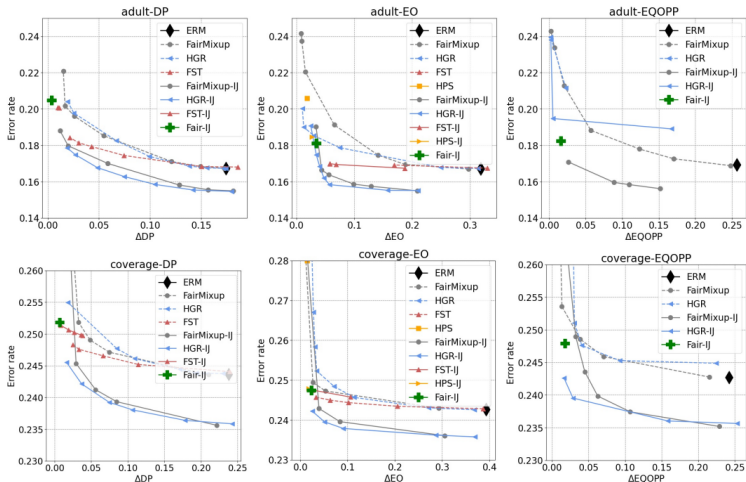 adult-DP
0.24
0.22
0.20
0.18
0.16
0.14
Error rate
0.00 0.05 0.10 0.15
ΔDP
ERM
FairMixup
HGR
FST
FairMixup-IJ
HGR-IJ
FST-IJ
Fair-IJ
adult-EO
0.24
0.22
0.20
0.18
0.16
0.14
Error rate
0.0 0.1 0.2 0.3
ΔEO
ERM
FairMixup
HGR
FST
HPS
FairMixup-IJ
HGR-IJ
FST-IJ
HPS-IJ
Fair-IJ
adult-EQOPP
0.24
0.22
0.20
0.18
0.16
0.14
Error rate
0.00 0.05 0.10 0.15 0.20 0.25
ΔEQOPP
ERM
FairMixup
HGR
FairMixup-IJ
HGR-IJ
Fair-IJ
coverage-DP
0.260
0.255
0.250
0.245
0.240
0.235
0.230
Error rate
0.00 0.05 0.10 0.15 0.20 0.25
ΔDP
ERM
FairMixup
HGR
FST
FairMixup-IJ
HGR-IJ
FST-IJ
Fair-IJ
coverage-EO
0.28
0.27
0.26
0.25
0.24
0.23
Error rate
0.0 0.1 0.2 0.3 0.4
ΔEO
ERM
FairMixup
HGR
FST
HPS
FairMixup-IJ
HGR-IJ
FST-IJ
HPS-IJ
Fair-IJ
coverage-EQOPP
0.260
0.255
0.250
0.245
0.240
0.235
0.230
Error rate
0.00 0.05 0.10 0.15 0.20 0.25
ΔEQOPP
ERM
FairMixup
HGR
FairMixup-IJ
HGR-IJ
Fair-IJ